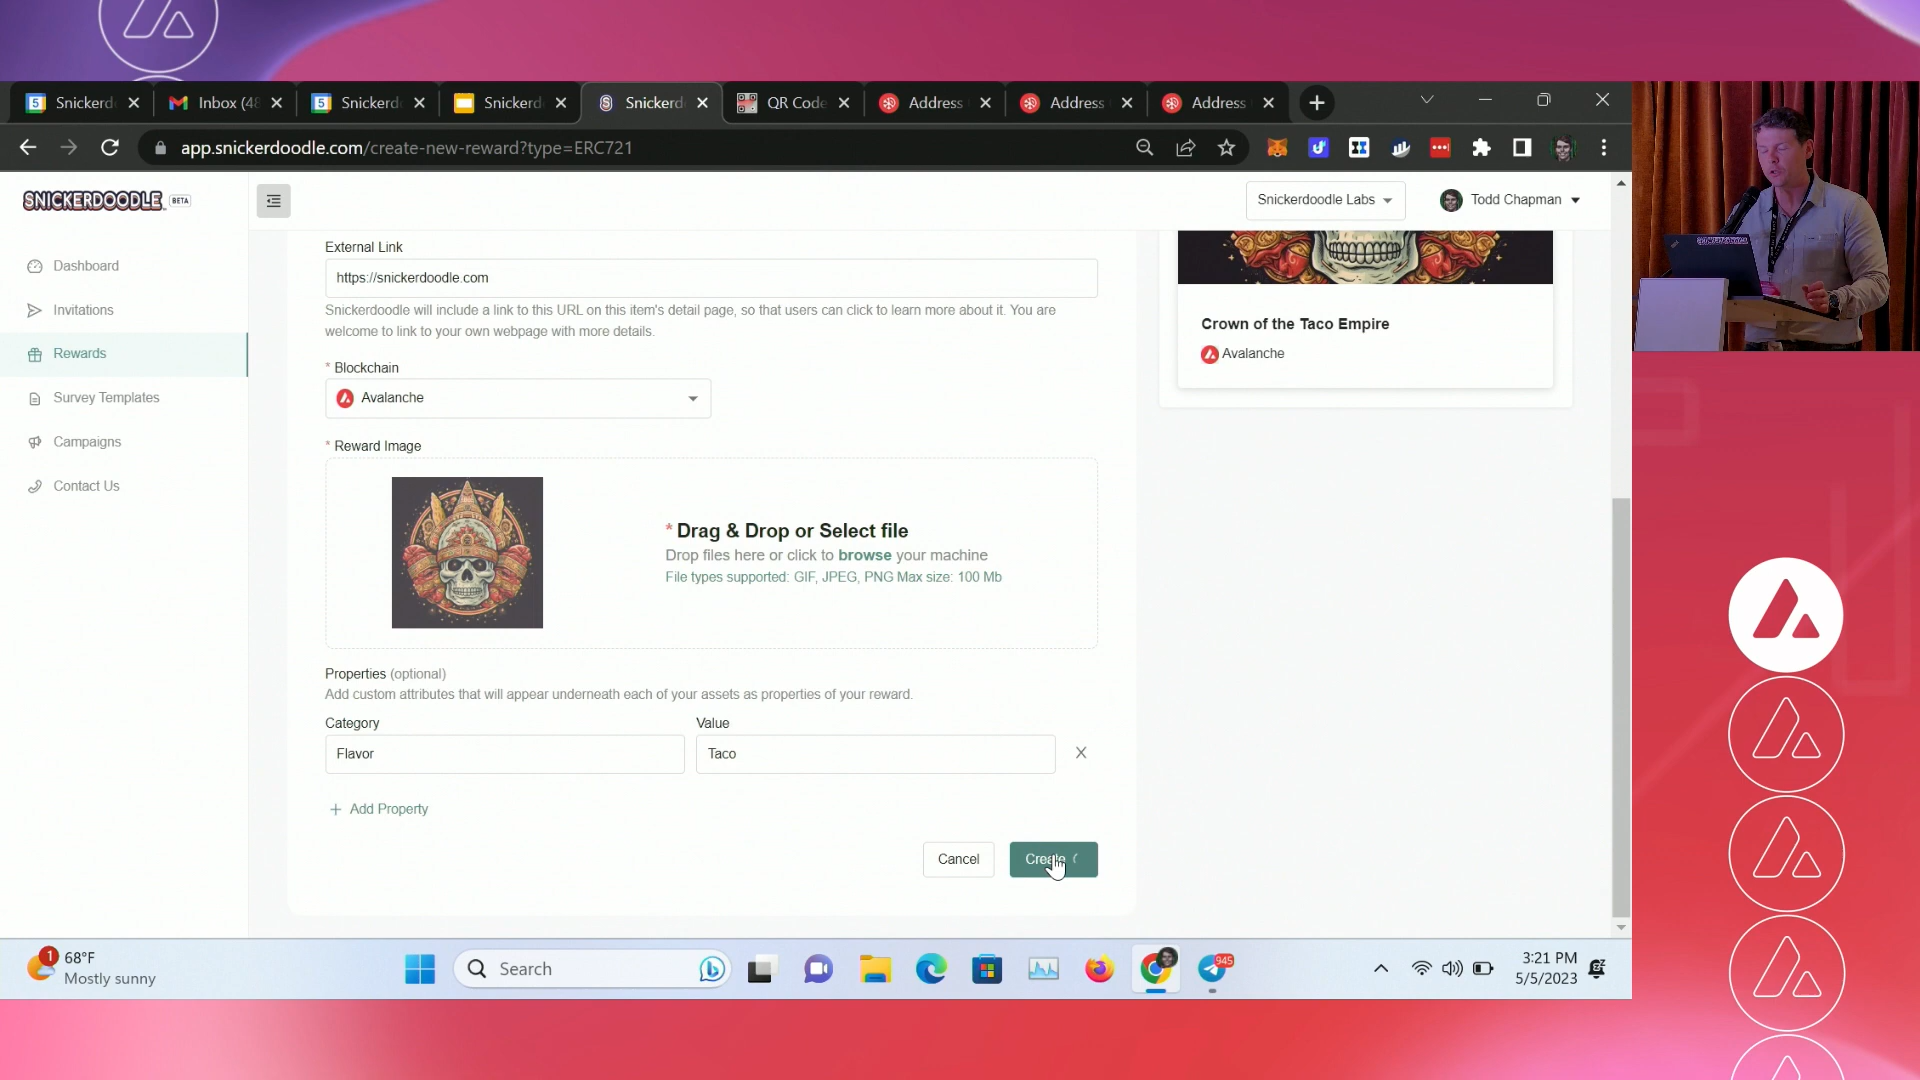 Snickerd
Inbox (48
Snickerd
Snickerd
Snickerd
QR Code
Address
Address
Address
app.snickerdoodle.com/create-new-reward?type=ERC721
SNICKERDOODLE BETA
Snickerdoodle Labs
Todd Chapman
Dashboard
Invitations
Rewards
Survey Templates
Campaigns
Contact Us
External Link
https://snickerdoodle.com
Snickerdoodle will include a link to this URL on this item's detail page, so that users can click to learn more about it. You are
welcome to link to your own webpage with more details.
* Blockchain
Avalanche
* Reward Image
* Drag & Drop or Select file
Drop files here or click to browse your machine
File types supported: GIF, JPEG, PNG Max size: 100 Mb
Properties (optional)
Add custom attributes that will appear underneath each of your assets as properties of your reward.
Category
Value
Flavor
Taco
+ Add Property
Cancel
Create
Crown of the Taco Empire
Avalanche
1
68°F
Mostly sunny
Search
945
3:21 PM
5/5/2023